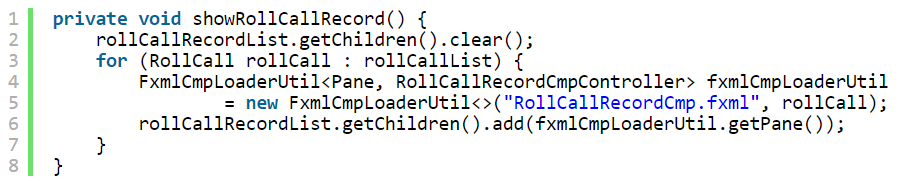 1 private void showRollCallRecord() {
2     rollCallRecordList.getChildren().clear();
3     for (RollCall rollCall : rollCallList) {
4         FxmlCmpLoaderUtil<Pane, RollCallRecordCmpController> fxmlCmpLoaderUtil
5                 = new FxmlCmpLoaderUtil<>("RollCallRecordCmp.fxml", rollCall);
6         rollCallRecordList.getChildren().add(fxmlCmpLoaderUtil.getPane());
7     }
8 }